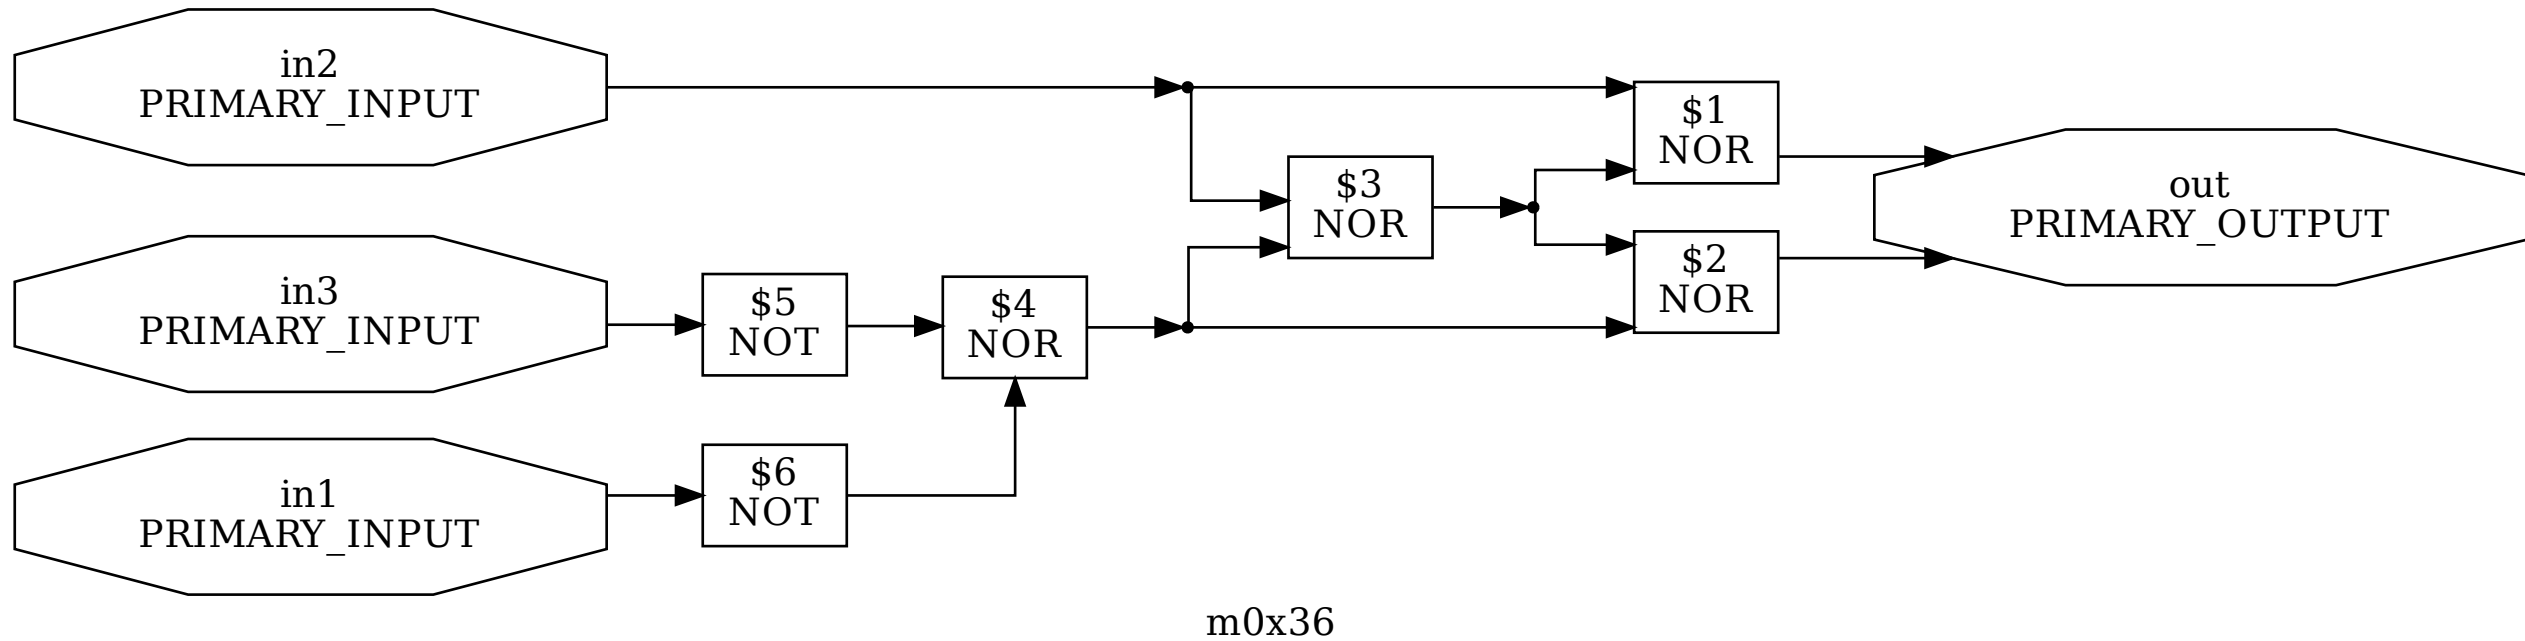 in2
PRIMARY_INPUT
$1
NOR
out
PRIMARY_OUTPUT
$3
NOR
$2
NOR
in3
PRIMARY_INPUT
$5
NOT
$4
NOR
in1
PRIMARY_INPUT
$6
NOT
m0x36